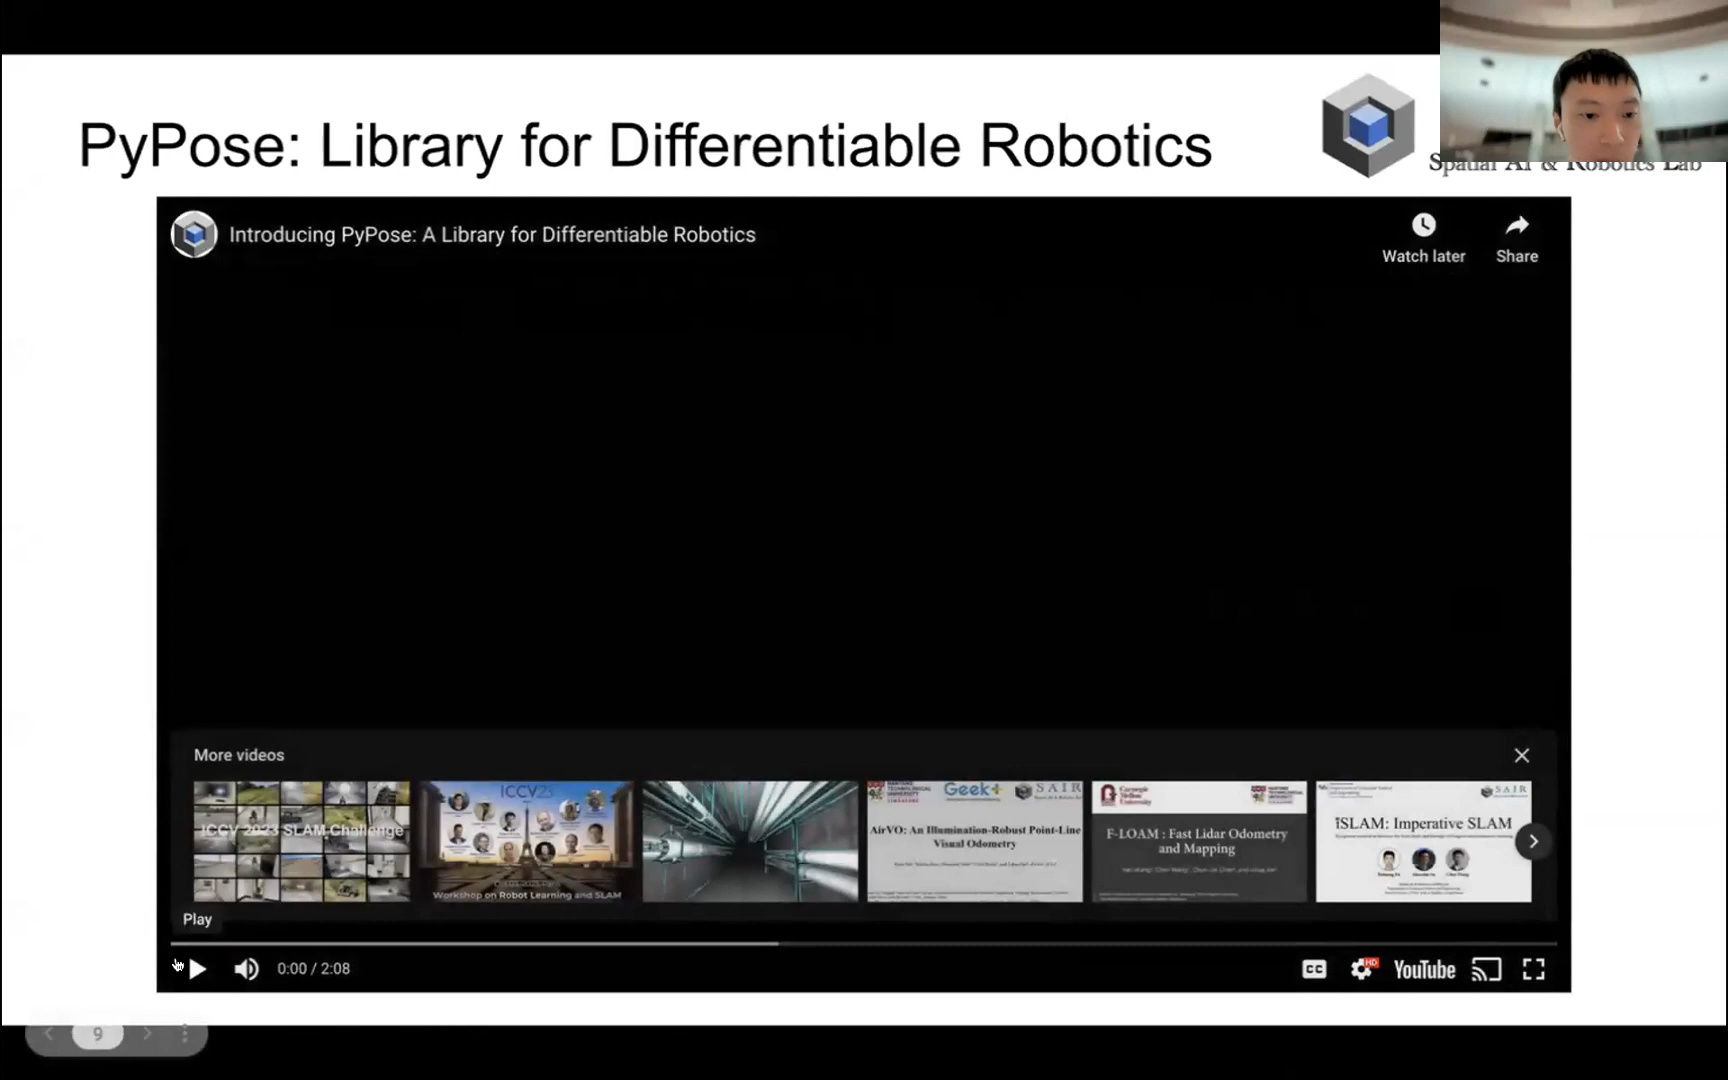 PyPose: Library for Differentiable Robotics
Spatial AI & Robotics Lab
Introducing PyPose: A Library for Differentiable Robotics
Watch later
Share
More videos
ICCV 2023 SLAM Challenge
ICCV23
Workshop on Robot Learning and SLAM
Geek+
SAIR
AirVO: An Illumination-Robust Point-Line
Visual Odometry
Carnegie
Mellon
University
F-LOAM : Fast Lidar Odometry
and Mapping
SAIR
iSLAM: Imperative SLAM
Play
0:00 / 2:08
CC
HD
YouTube
9